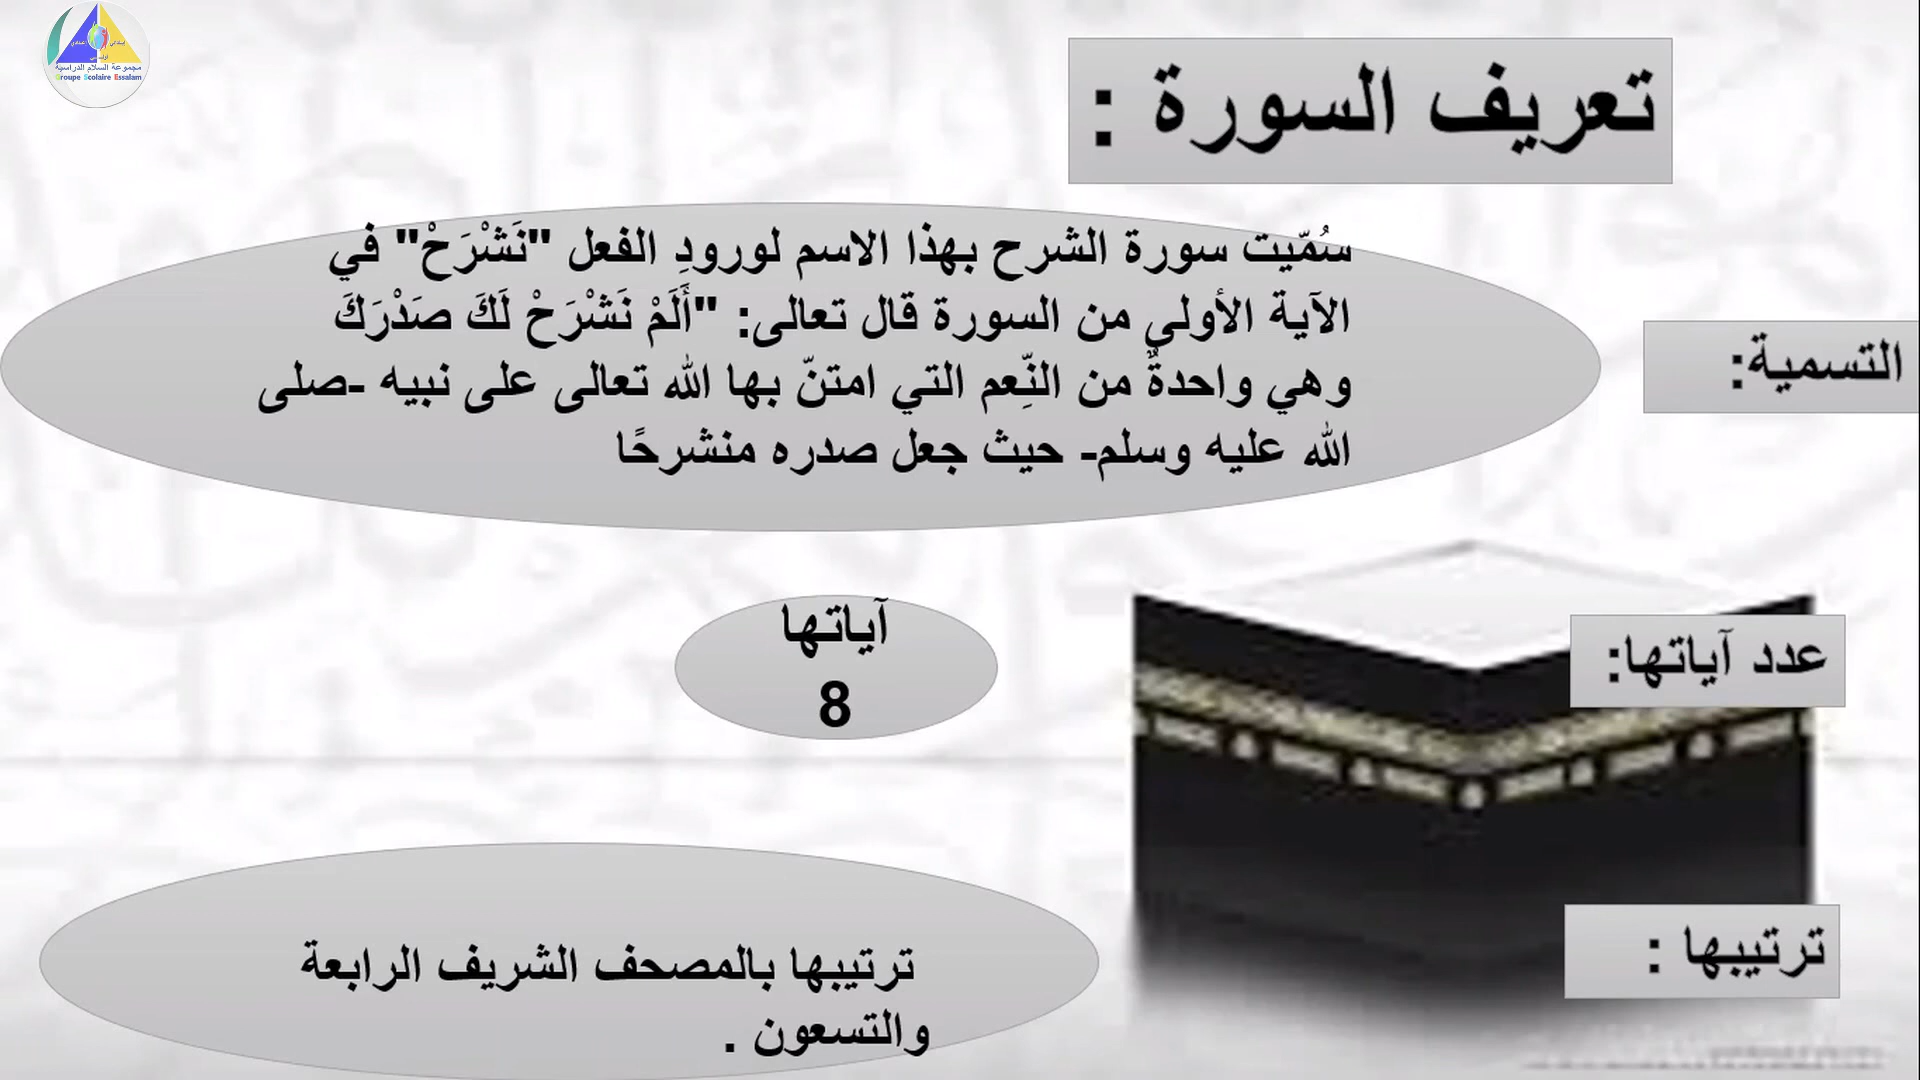 مجموعة السلام الدراسية
Groupe Scolaire Essalam
تعريف السورة :
التسمية:
سُمّيت سورة الشرح بهذا الاسم لورودِ الفعل "نَشْرَحْ" في
الآية الأولى من السورة قال تعالى: "أَلَمْ نَشْرَحْ لَكَ صَدْرَكَ
وهي واحدةٌ من النِّعم التي امتنّ بها الله تعالى على نبيه -صلى
الله عليه وسلم- حيث جعل صدره منشرحًا
عدد آياتها:
آياتها
8
ترتيبها :
ترتيبها بالمصحف الشريف الرابعة
والتسعون .